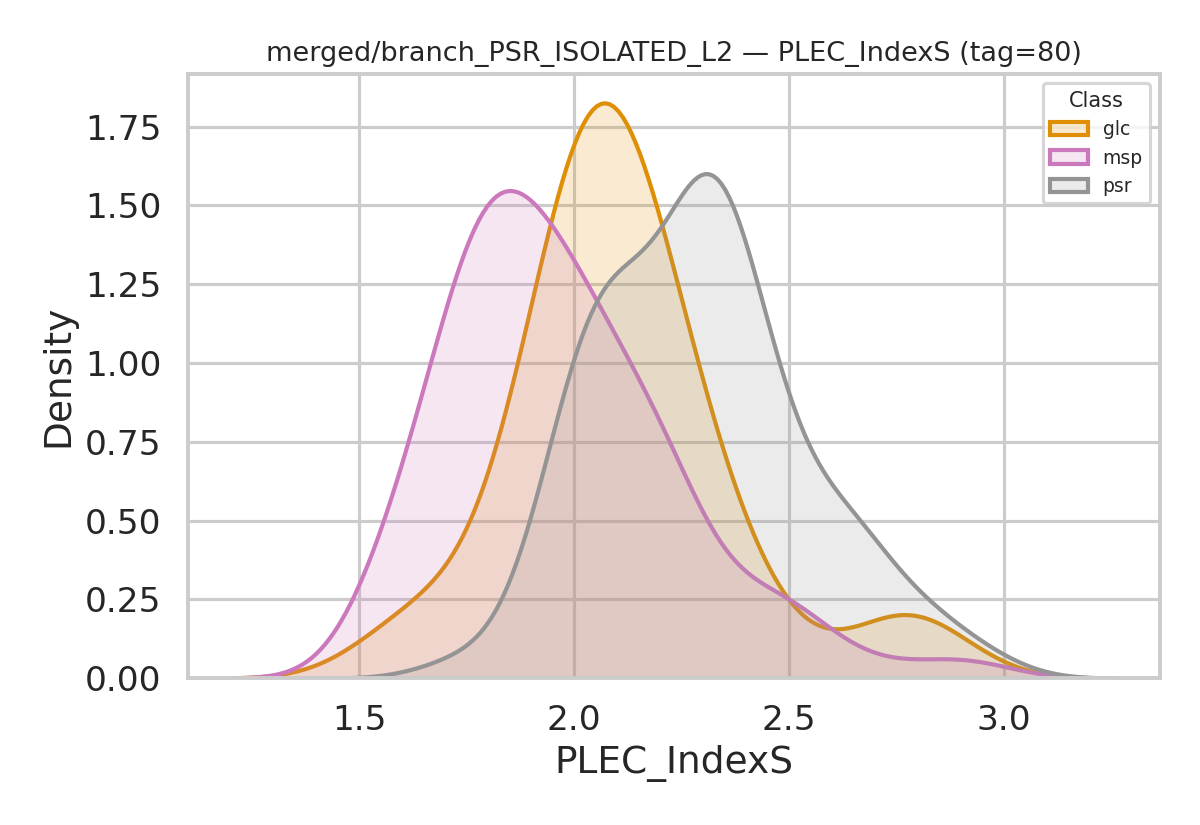 merged/branch_PSR_ISOLATED_L2 — PLEC_IndexS (tag=80)
Class
glc
msp
psr
1.75
1.50
1.25
1.00
0.75
0.50
0.25
0.00
Density
1.5 2.0 2.5 3.0
PLEC_IndexS